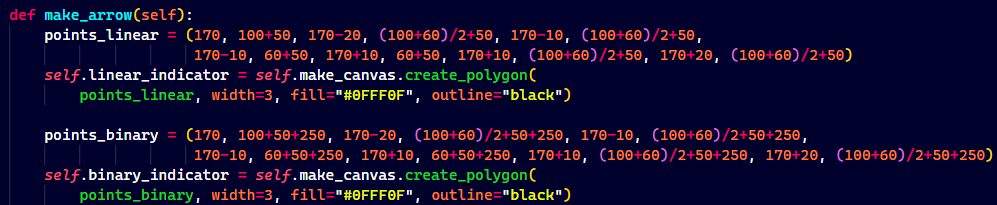 def make_arrow(self):
    points_linear = (170, 100+50, 170-20, (100+60)/2+50, 170-10, (100+60)/2+50,
                     170-10, 60+50, 170+10, 60+50, 170+10, (100+60)/2+50, 170+20, (100+60)/2+50)
    self.linear_indicator = self.make_canvas.create_polygon(
        points_linear, width=3, fill="#0FFF0F", outline="black")

    points_binary = (170, 100+50+250, 170-20, (100+60)/2+50+250, 170-10, (100+60)/2+50+250,
                     170-10, 60+50+250, 170+10, 60+50+250, 170+10, (100+60)/2+50+250, 170+20, (100+60)/2+50+250)
    self.binary_indicator = self.make_canvas.create_polygon(
        points_binary, width=3, fill="#0FFF0F", outline="black")